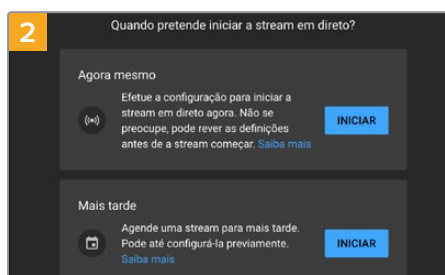 2
Quando pretende iniciar a stream em direto?
Agora mesmo
Efetue a configuração para iniciar a
stream em direto agora. Não se
preocupe, pode rever as definições
antes de a stream começar. Saiba mais
INICIAR
Mais tarde
Agende uma stream para mais tarde.
Pode até configurá-la previamente.
Saiba mais
INICIAR